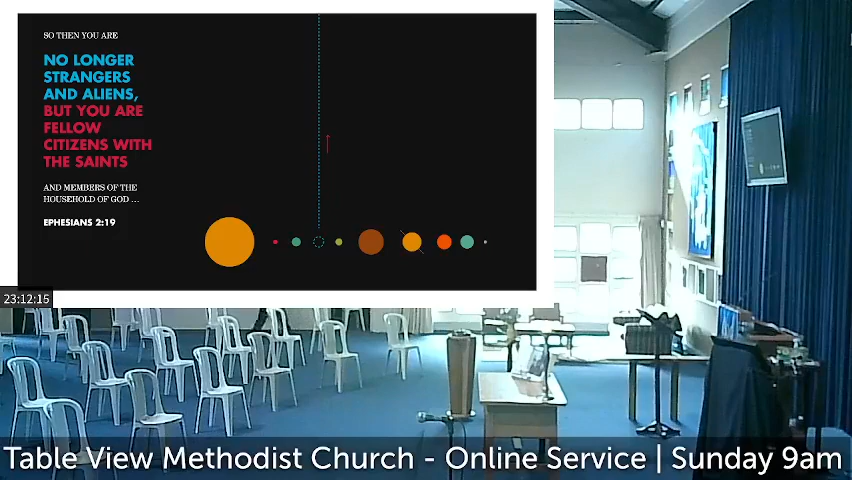 SO THEN YOU ARE
NO LONGER
STRANGERS
AND ALIENS,
BUT YOU ARE
FELLOW
CITIZENS WITH
THE SAINTS
AND MEMBERS OF THE
HOUSEHOLD OF GOD ...
EPHESIANS 2:19
23:12:15
Table View Methodist Church - Online Service | Sunday 9am